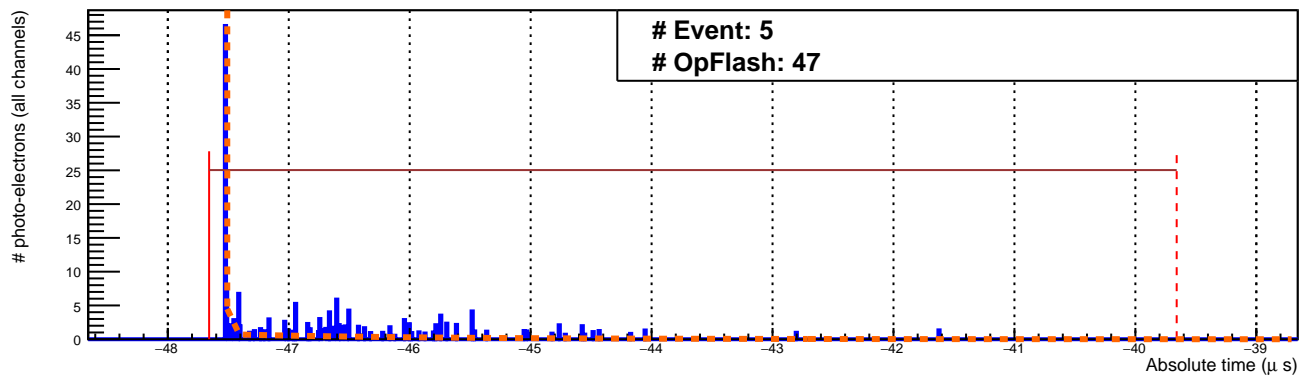 # Event: 5
# OpFlash: 47
# photo-electrons (all channels)
45
40
35
30
25
20
15
10
5
0
−48 −47 −46 −45 −44 −43 −42 −41 −40 −39
Absolute time (μ s)